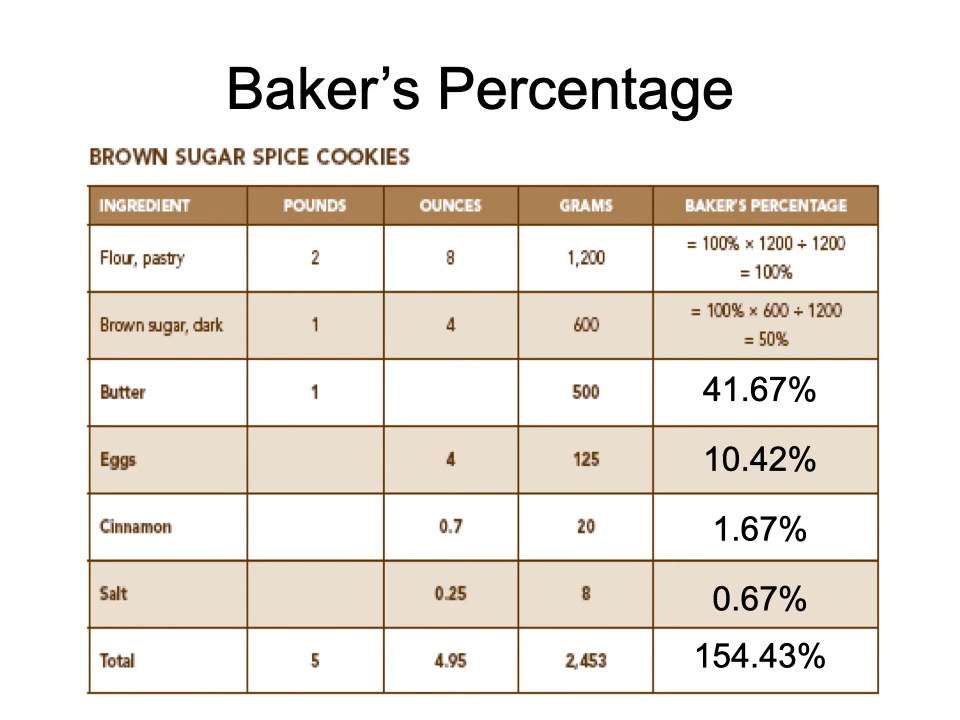 Baker’s Percentage
BROWN SUGAR SPICE COOKIES
INGREDIENT POUNDS OUNCES GRAMS BAKER'S PERCENTAGE
Flour, pastry 2 8 1,200 = 100% × 1200 ÷ 1200
= 100%
Brown sugar, dark 1 4 600 = 100% × 600 ÷ 1200
= 50%
Butter 1 500 41.67%
Eggs 4 125 10.42%
Cinnamon 0.7 20 1.67%
Salt 0.25 8 0.67%
Total 5 4.95 2,453 154.43%